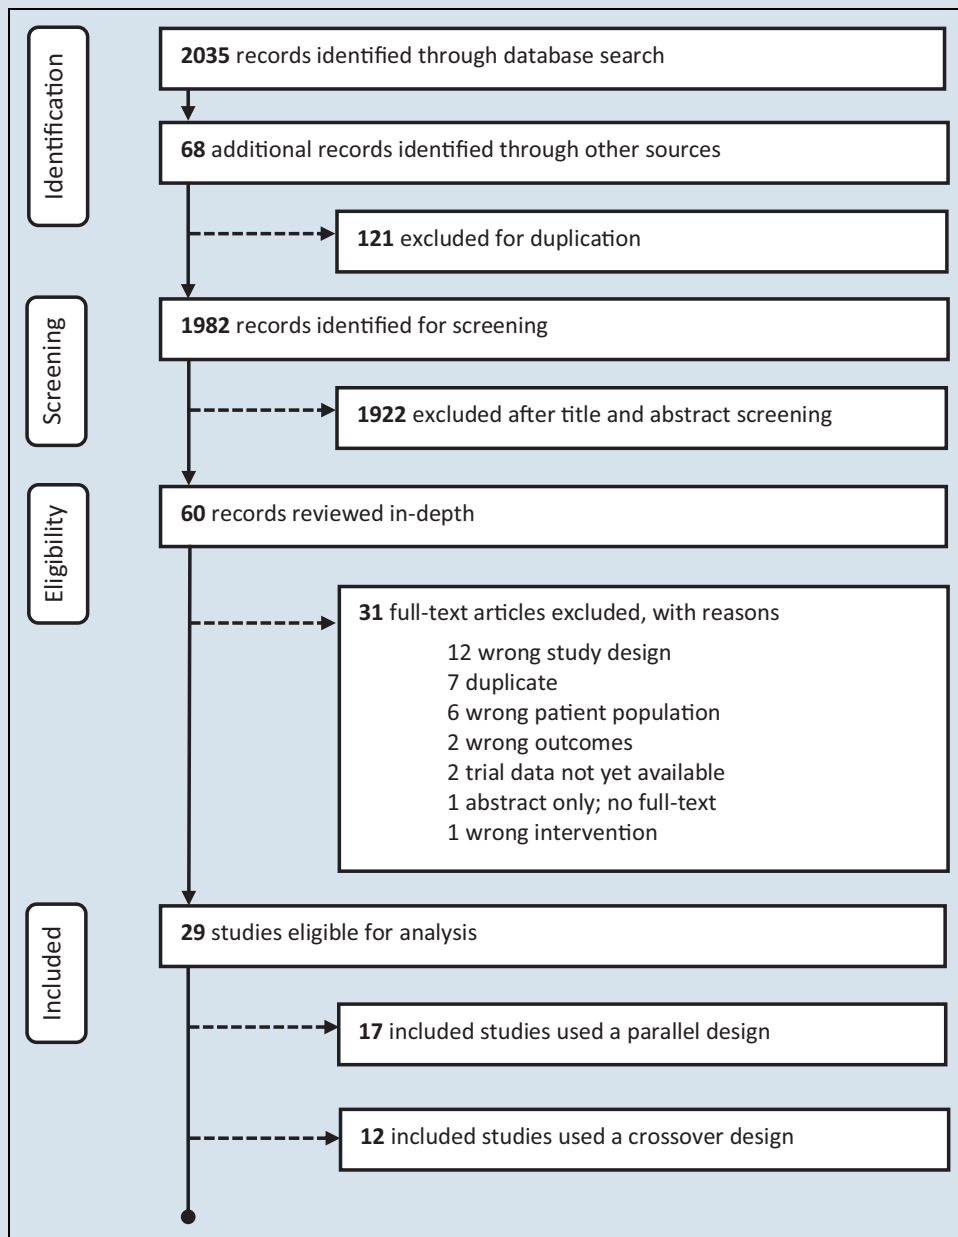 Identification
2035 records identified through database search
68 additional records identified through other sources
121 excluded for duplication
Screening
1982 records identified for screening
1922 excluded after title and abstract screening
Eligibility
60 records reviewed in-depth
31 full-text articles excluded, with reasons
12 wrong study design
7 duplicate
6 wrong patient population
2 wrong outcomes
2 trial data not yet available
1 abstract only; no full-text
1 wrong intervention
Included
29 studies eligible for analysis
17 included studies used a parallel design
12 included studies used a crossover design